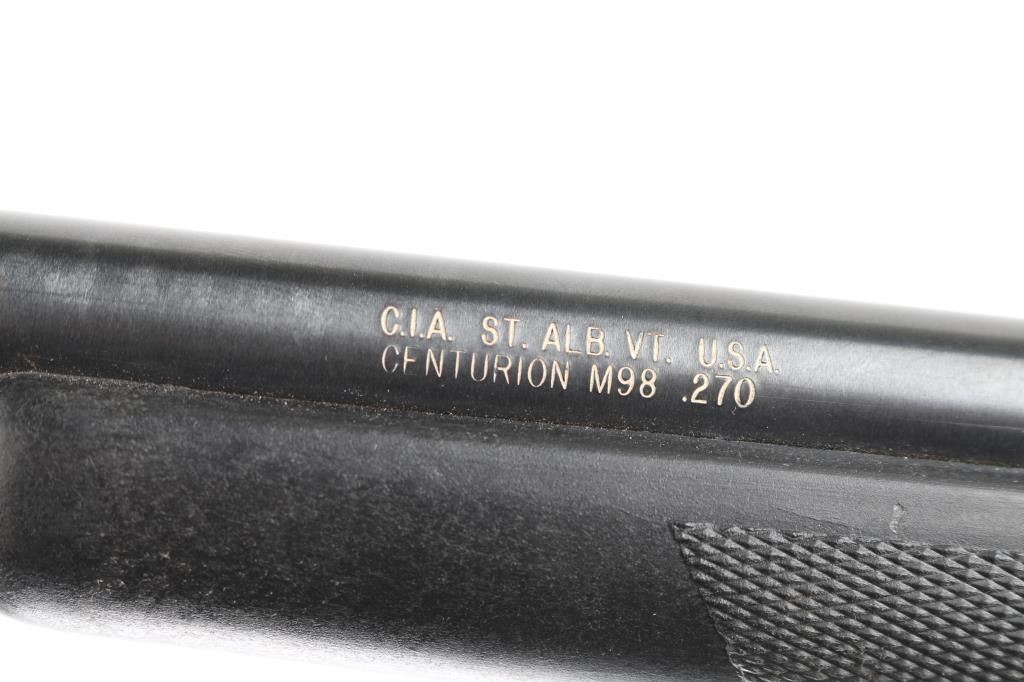 C.I.A. ST. ALB. VT. U.S.A.
CENTURION M98 .270